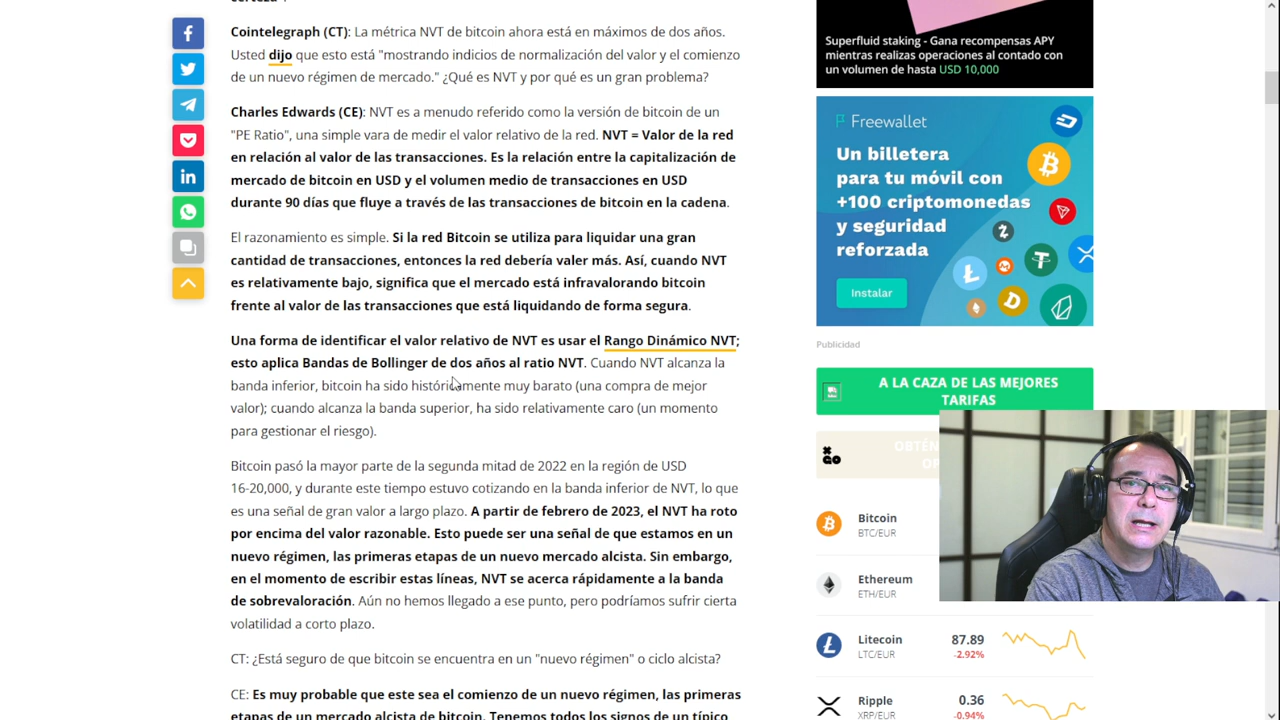 Cointelegraph (CT): La métrica NVT de bitcoin ahora está en máximos de dos años.
Usted dijo que esto está "mostrando indicios de normalización del valor y el comienzo
de un nuevo régimen de mercado." ¿Qué es NVT y por qué es un gran problema?
Charles Edwards (CE): NVT es a menudo referido como la versión de bitcoin de un
"PE Ratio", una simple vara de medir el valor relativo de la red. NVT = Valor de la red
en relación al valor de las transacciones. Es la relación entre la capitalización de
mercado de bitcoin en USD y el volumen medio de transacciones en USD
durante 90 días que fluye a través de las transacciones de bitcoin en la cadena.
El razonamiento es simple. Si la red Bitcoin se utiliza para liquidar una gran
cantidad de transacciones, entonces la red debería valer más. Así, cuando NVT
es relativamente bajo, significa que el mercado está infravalorando bitcoin
frente al valor de las transacciones que está liquidando de forma segura.
Una forma de identificar el valor relativo de NVT es usar el Rango Dinámico NVT;
esto aplica Bandas de Bollinger de dos años al ratio NVT. Cuando NVT alcanza la
banda inferior, bitcoin ha sido históricamente muy barato (una compra de mejor
valor); cuando alcanza la banda superior, ha sido relativamente caro (un momento
para gestionar el riesgo).
Bitcoin pasó la mayor parte de la segunda mitad de 2022 en la región de USD
16-20,000, y durante este tiempo estuvo cotizando en la banda inferior de NVT, lo que
es una señal de gran valor a largo plazo. A partir de febrero de 2023, el NVT ha roto
por encima del valor razonable. Esto puede ser una señal de que estamos en un
nuevo régimen, las primeras etapas de un nuevo mercado alcista. Sin embargo,
en el momento de escribir estas líneas, NVT se acerca rápidamente a la banda
de sobrevaloración. Aún no hemos llegado a ese punto, pero podríamos sufrir cierta
volatilidad a corto plazo.
CT: ¿Está seguro de que bitcoin se encuentra en un "nuevo régimen" o ciclo alcista?
CE: Es muy probable que este sea el comienzo de un nuevo régimen, las primeras
etapas de un mercado alcista de bitcoin. Tenemos todos los signos de un típico
Superfluid staking - Gana recompensas APY
mientras realizas operaciones al contado con
un volumen de hasta USD 10,000
Freewallet
Un billetera
para tu móvil con
+100 criptomonedas
y seguridad
reforzada
Instalar
Publicidad
A LA CAZA DE LAS MEJORES
TARIFAS
Bitcoin
BTC/EUR
Ethereum
ETH/EUR
Litecoin 87.89
LTC/EUR -2.92%
Ripple 0.36
XRP/EUR -0.94%